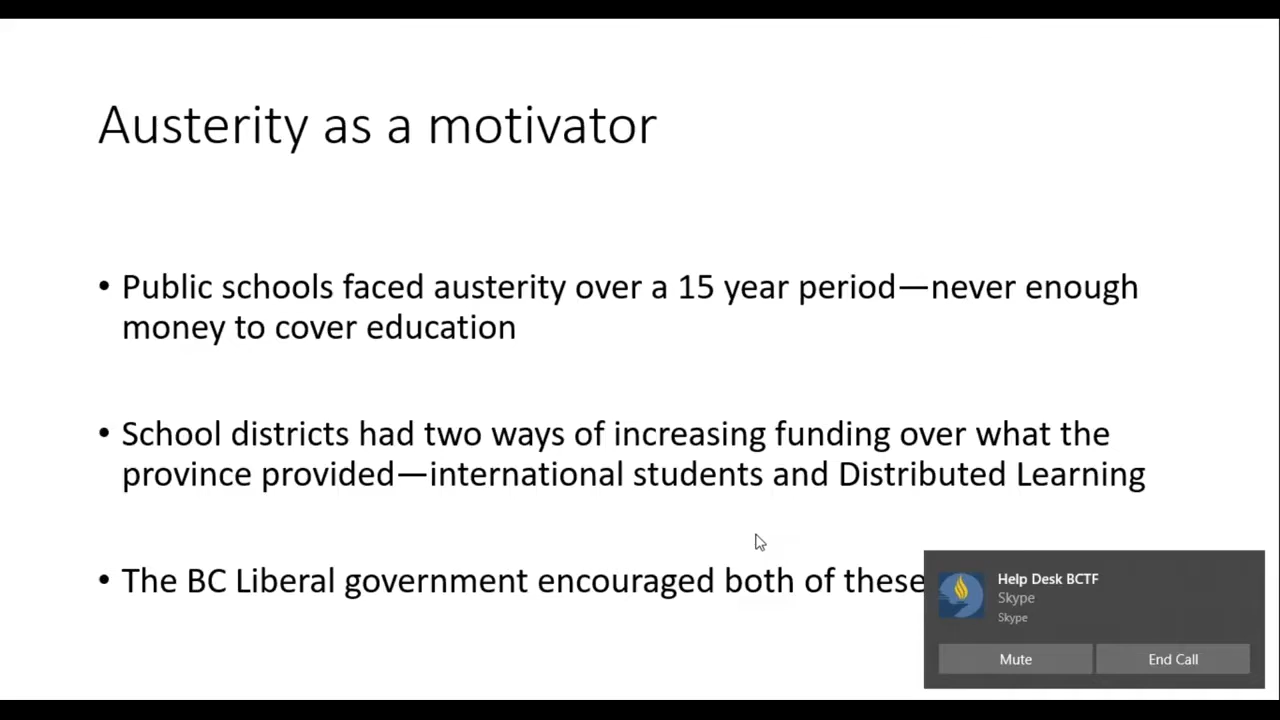 Austerity as a motivator
• Public schools faced austerity over a 15 year period—never enough
money to cover education
• School districts had two ways of increasing funding over what the
province provided—international students and Distributed Learning
• The BC Liberal government encouraged both of these
Help Desk BCTF
Skype
Skype
Mute
End Call